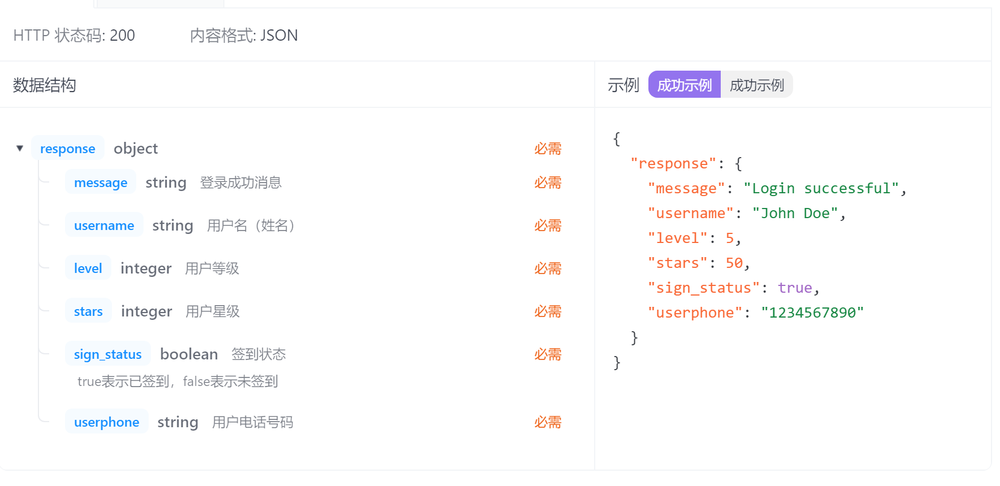 HTTP 状态码: 200 内容格式: JSON
数据结构
示例 成功示例 成功示例
response object 必需
message string 登录成功消息 必需
username string 用户名（姓名） 必需
level integer 用户等级 必需
stars integer 用户星级 必需
sign_status boolean 签到状态 必需
true表示已签到，false表示未签到
userphone string 用户电话号码 必需
{
"response": {
"message": "Login successful",
"username": "John Doe",
"level": 5,
"stars": 50,
"sign_status": true,
"userphone": "1234567890"
}
}